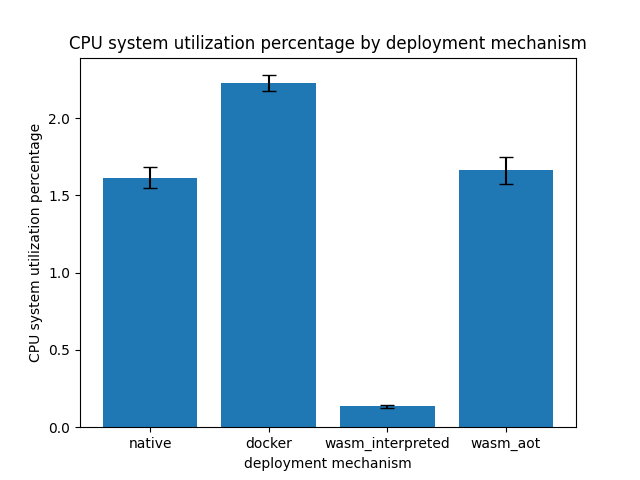 CPU system utilization percentage by deployment mechanism
CPU system utilization percentage
2.0
1.5
1.0
0.5
0.0
native docker wasm_interpreted wasm_aot
deployment mechanism